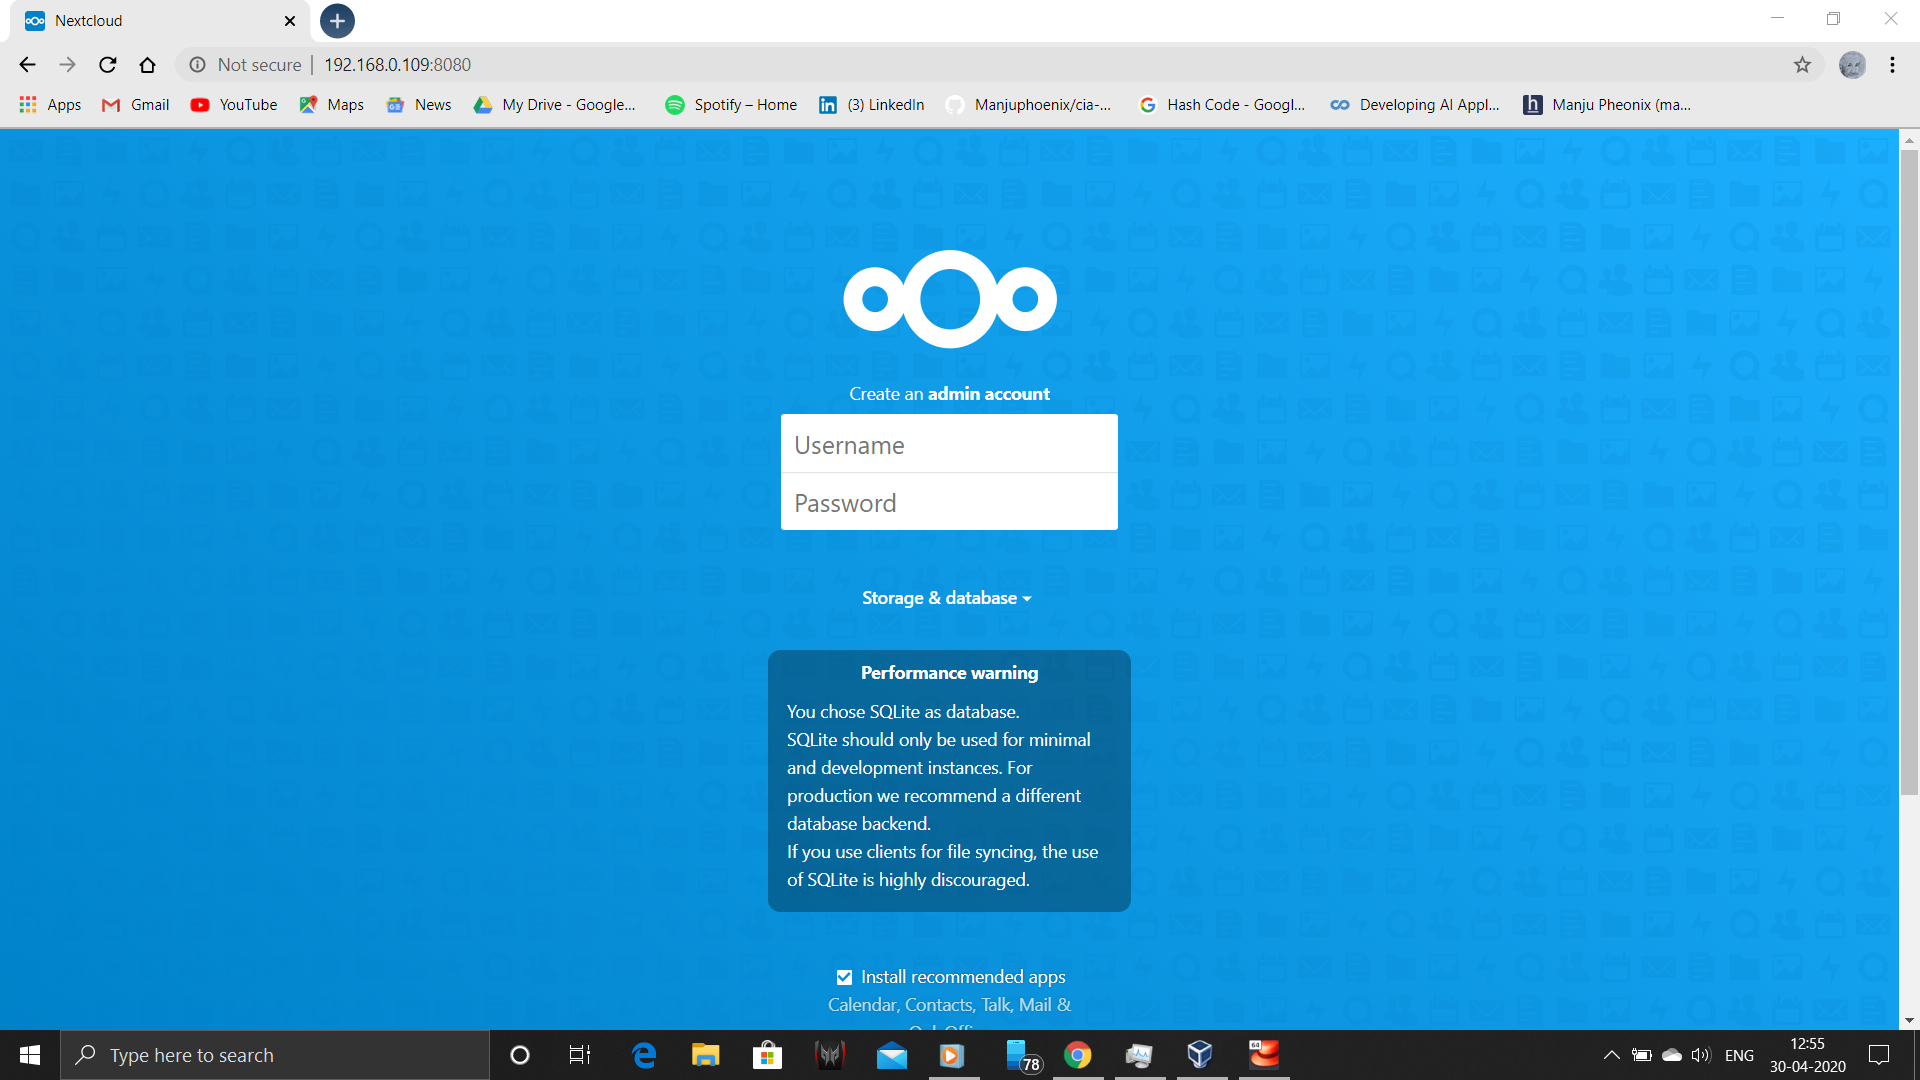 Nextcloud
Not secure | 192.168.0.109:8080
Apps Gmail YouTube Maps News My Drive - Google... Spotify – Home (3) LinkedIn Manjuphoenix/cia-... Hash Code - Googl... Developing AI Appl... Manju Pheonix (ma...
Create an admin account
Username
Password
Storage & database
Performance warning
You chose SQLite as database.
SQLite should only be used for minimal
and development instances. For
production we recommend a different
database backend.
If you use clients for file syncing, the use
of SQLite is highly discouraged.
Install recommended apps
Calendar, Contacts, Talk, Mail &
Type here to search
78
64
ENG
12:55
30-04-2020